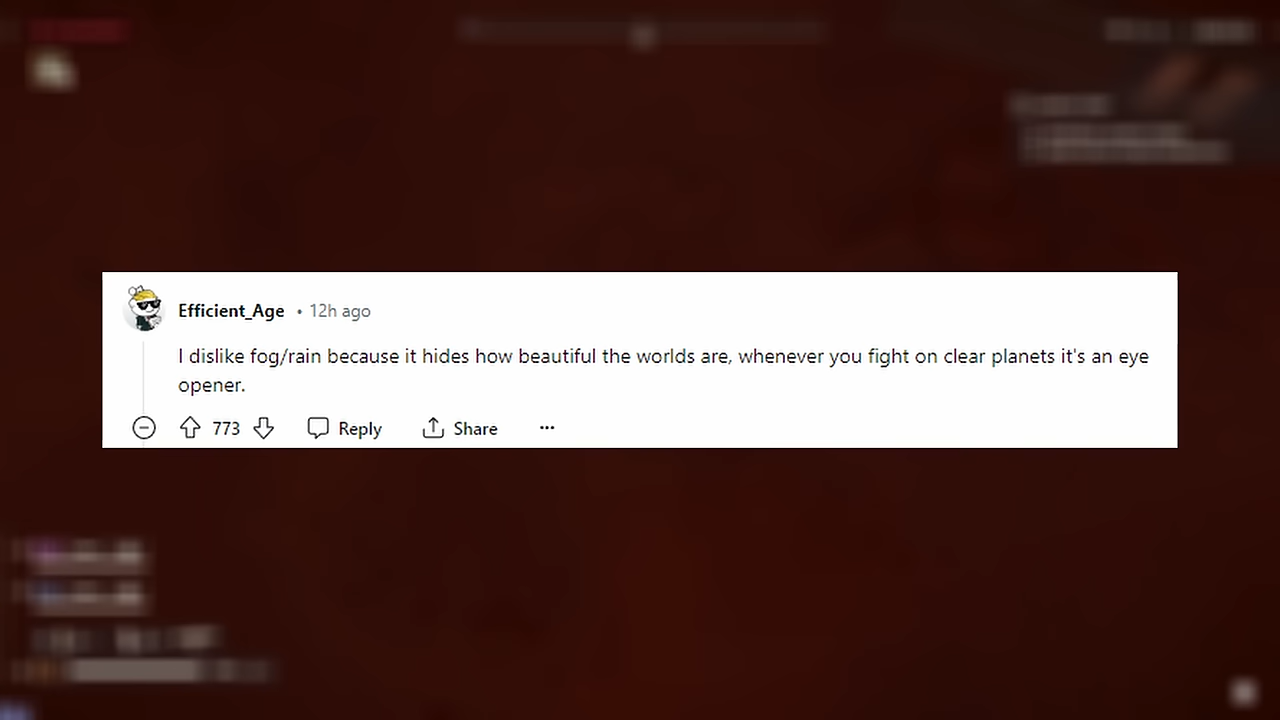 Efficient_Age • 12h ago
I dislike fog/rain because it hides how beautiful the worlds are, whenever you fight on clear planets it's an eye
opener.
773 Reply Share ...